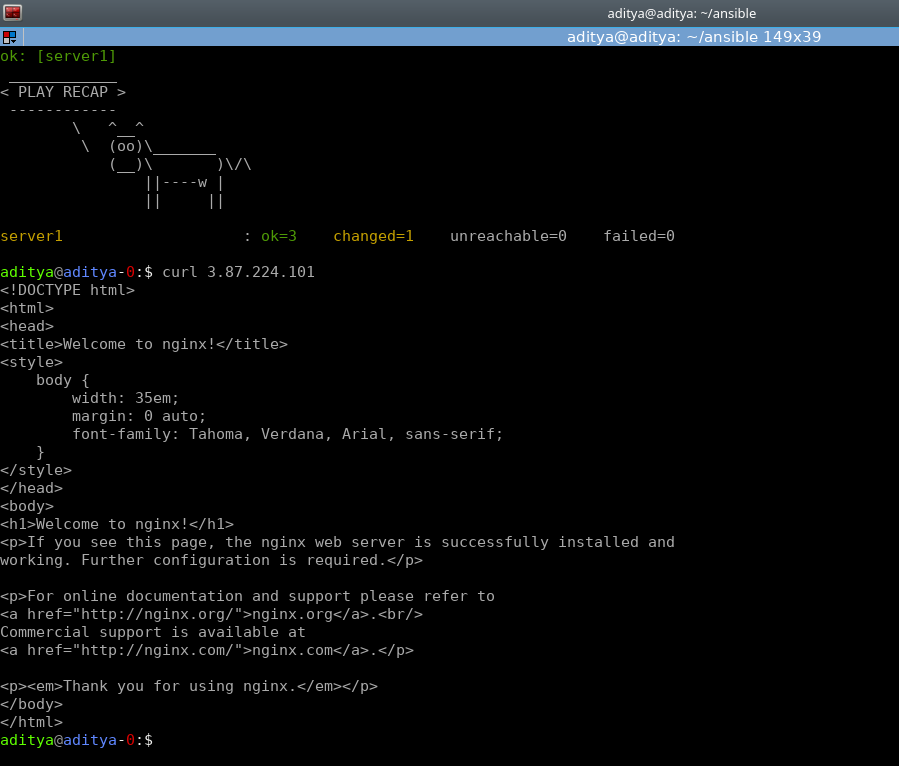 aditya@aditya: ~/ansible
aditya@aditya: ~/ansible 149x39
ok: [server1]
 ____________
< PLAY RECAP >
 ------------
        \   ^__^
         \  (oo)\_______
            (__)\       )\/\
                ||----w |
                ||     ||
server1                    : ok=3    changed=1    unreachable=0    failed=0
aditya@aditya-0:$ curl 3.87.224.101
<!DOCTYPE html>
<html>
<head>
<title>Welcome to nginx!</title>
<style>
    body {
        width: 35em;
        margin: 0 auto;
        font-family: Tahoma, Verdana, Arial, sans-serif;
    }
</style>
</head>
<body>
<h1>Welcome to nginx!</h1>
<p>If you see this page, the nginx web server is successfully installed and
working. Further configuration is required.</p>
<p>For online documentation and support please refer to
<a href="http://nginx.org/">nginx.org</a>.<br/>
Commercial support is available at
<a href="http://nginx.com/">nginx.com</a>.</p>
<p><em>Thank you for using nginx.</em></p>
</body>
</html>
aditya@aditya-0:$